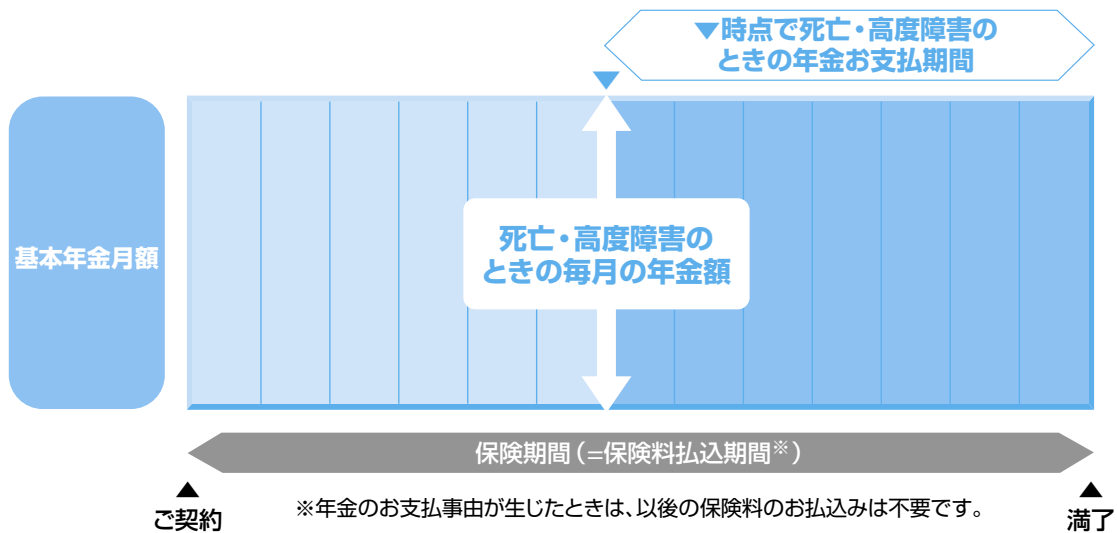 ▼時点で死亡・高度障害の
ときの年金お支払期間
基本年金月額
死亡・高度障害の
ときの毎月の年金額
保険期間(=保険料払込期間※)
ご契約
※年金のお支払事由が生じたときは、以後の保険料のお払込みは不要です。
満了